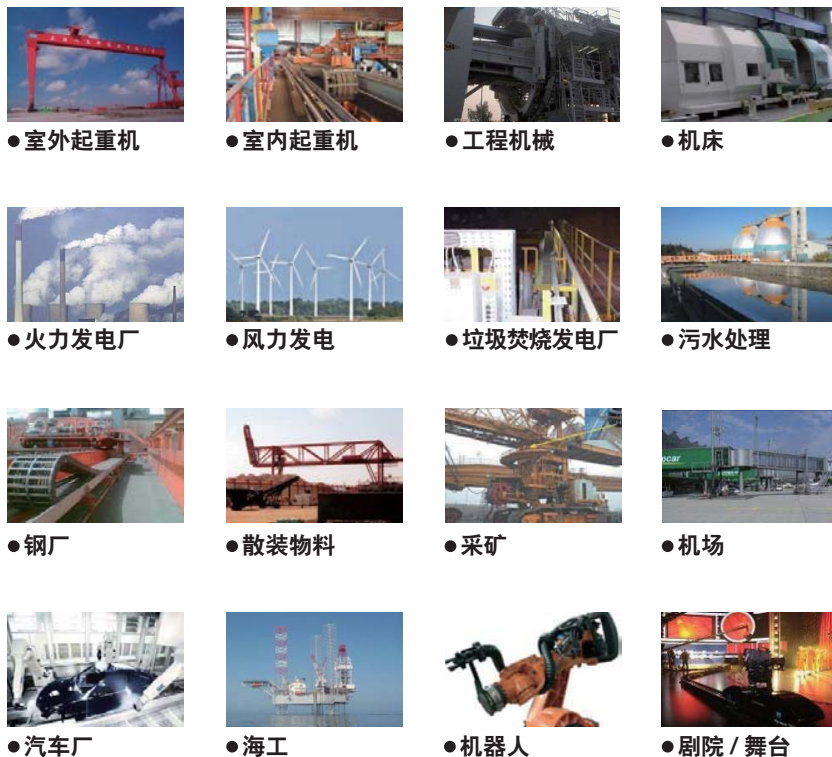 ●室外起重机
●室内起重机
●工程机械
●机床
●火力发电厂
●风力发电
●垃圾焚烧发电厂
●污水处理
ocar
●钢厂
●散装物料
●采矿
●机场
●汽车厂
●海工
●机器人
●剧院 / 舞台